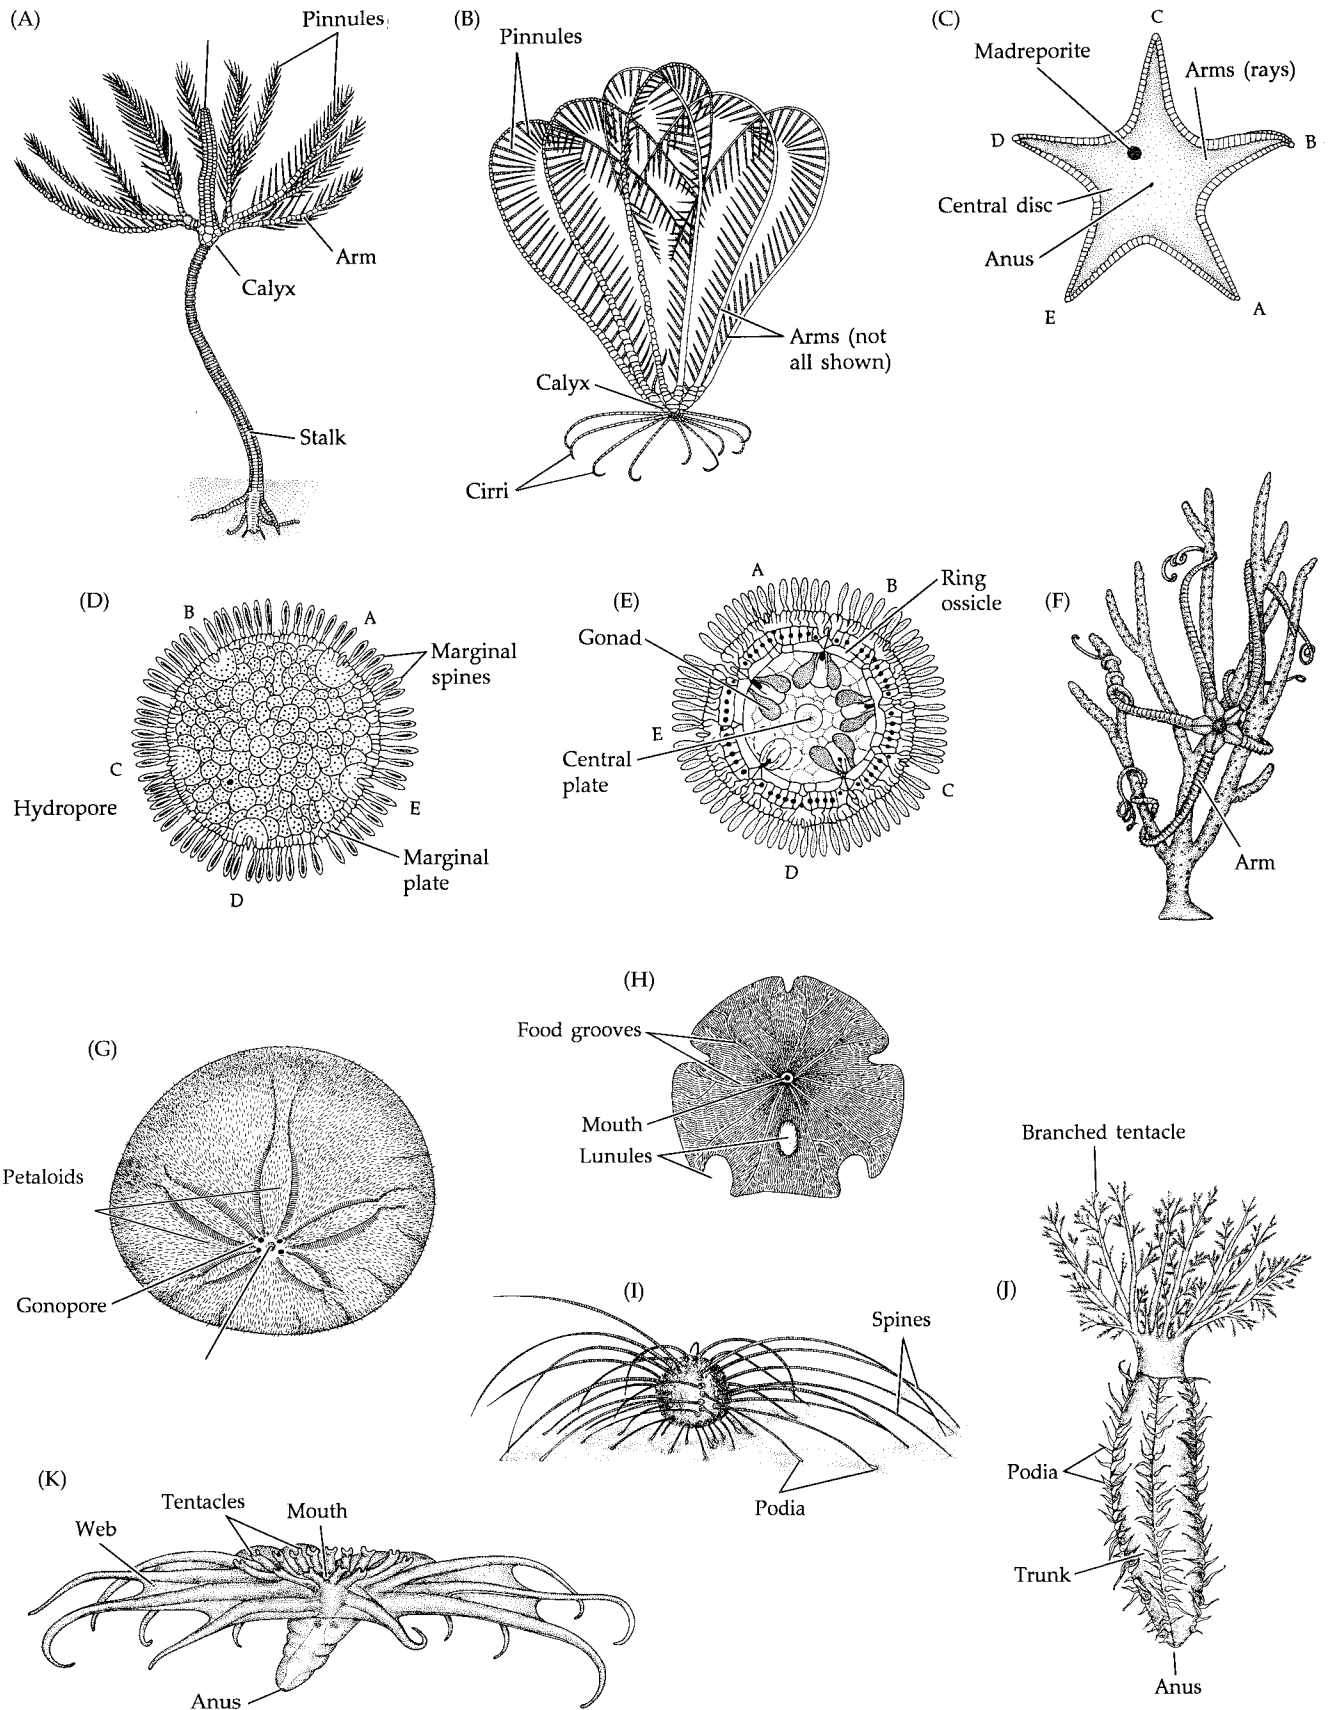 (A)
Pinnules
Arm
Calyx
Stalk
(B)
Pinnules
Arms (not
all shown)
Calyx
Cirri
(C)
C
Madreporite
Arms (rays)
D
B
Central disc
Anus
E
A
(D)
B
A
Marginal
spines
C
Hydropore
E
Marginal
plate
D
(E)
A
B
Ring
ossicle
Gonad
E
Central
plate
C
D
(F)
Arm
(G)
Petaloids
Gonopore
(H)
Food grooves
Mouth
Lunules
(I)
Spines
Podia
(J)
Branched tentacle
Podia
Trunk
Anus
(K)
Tentacles
Mouth
Web
Anus